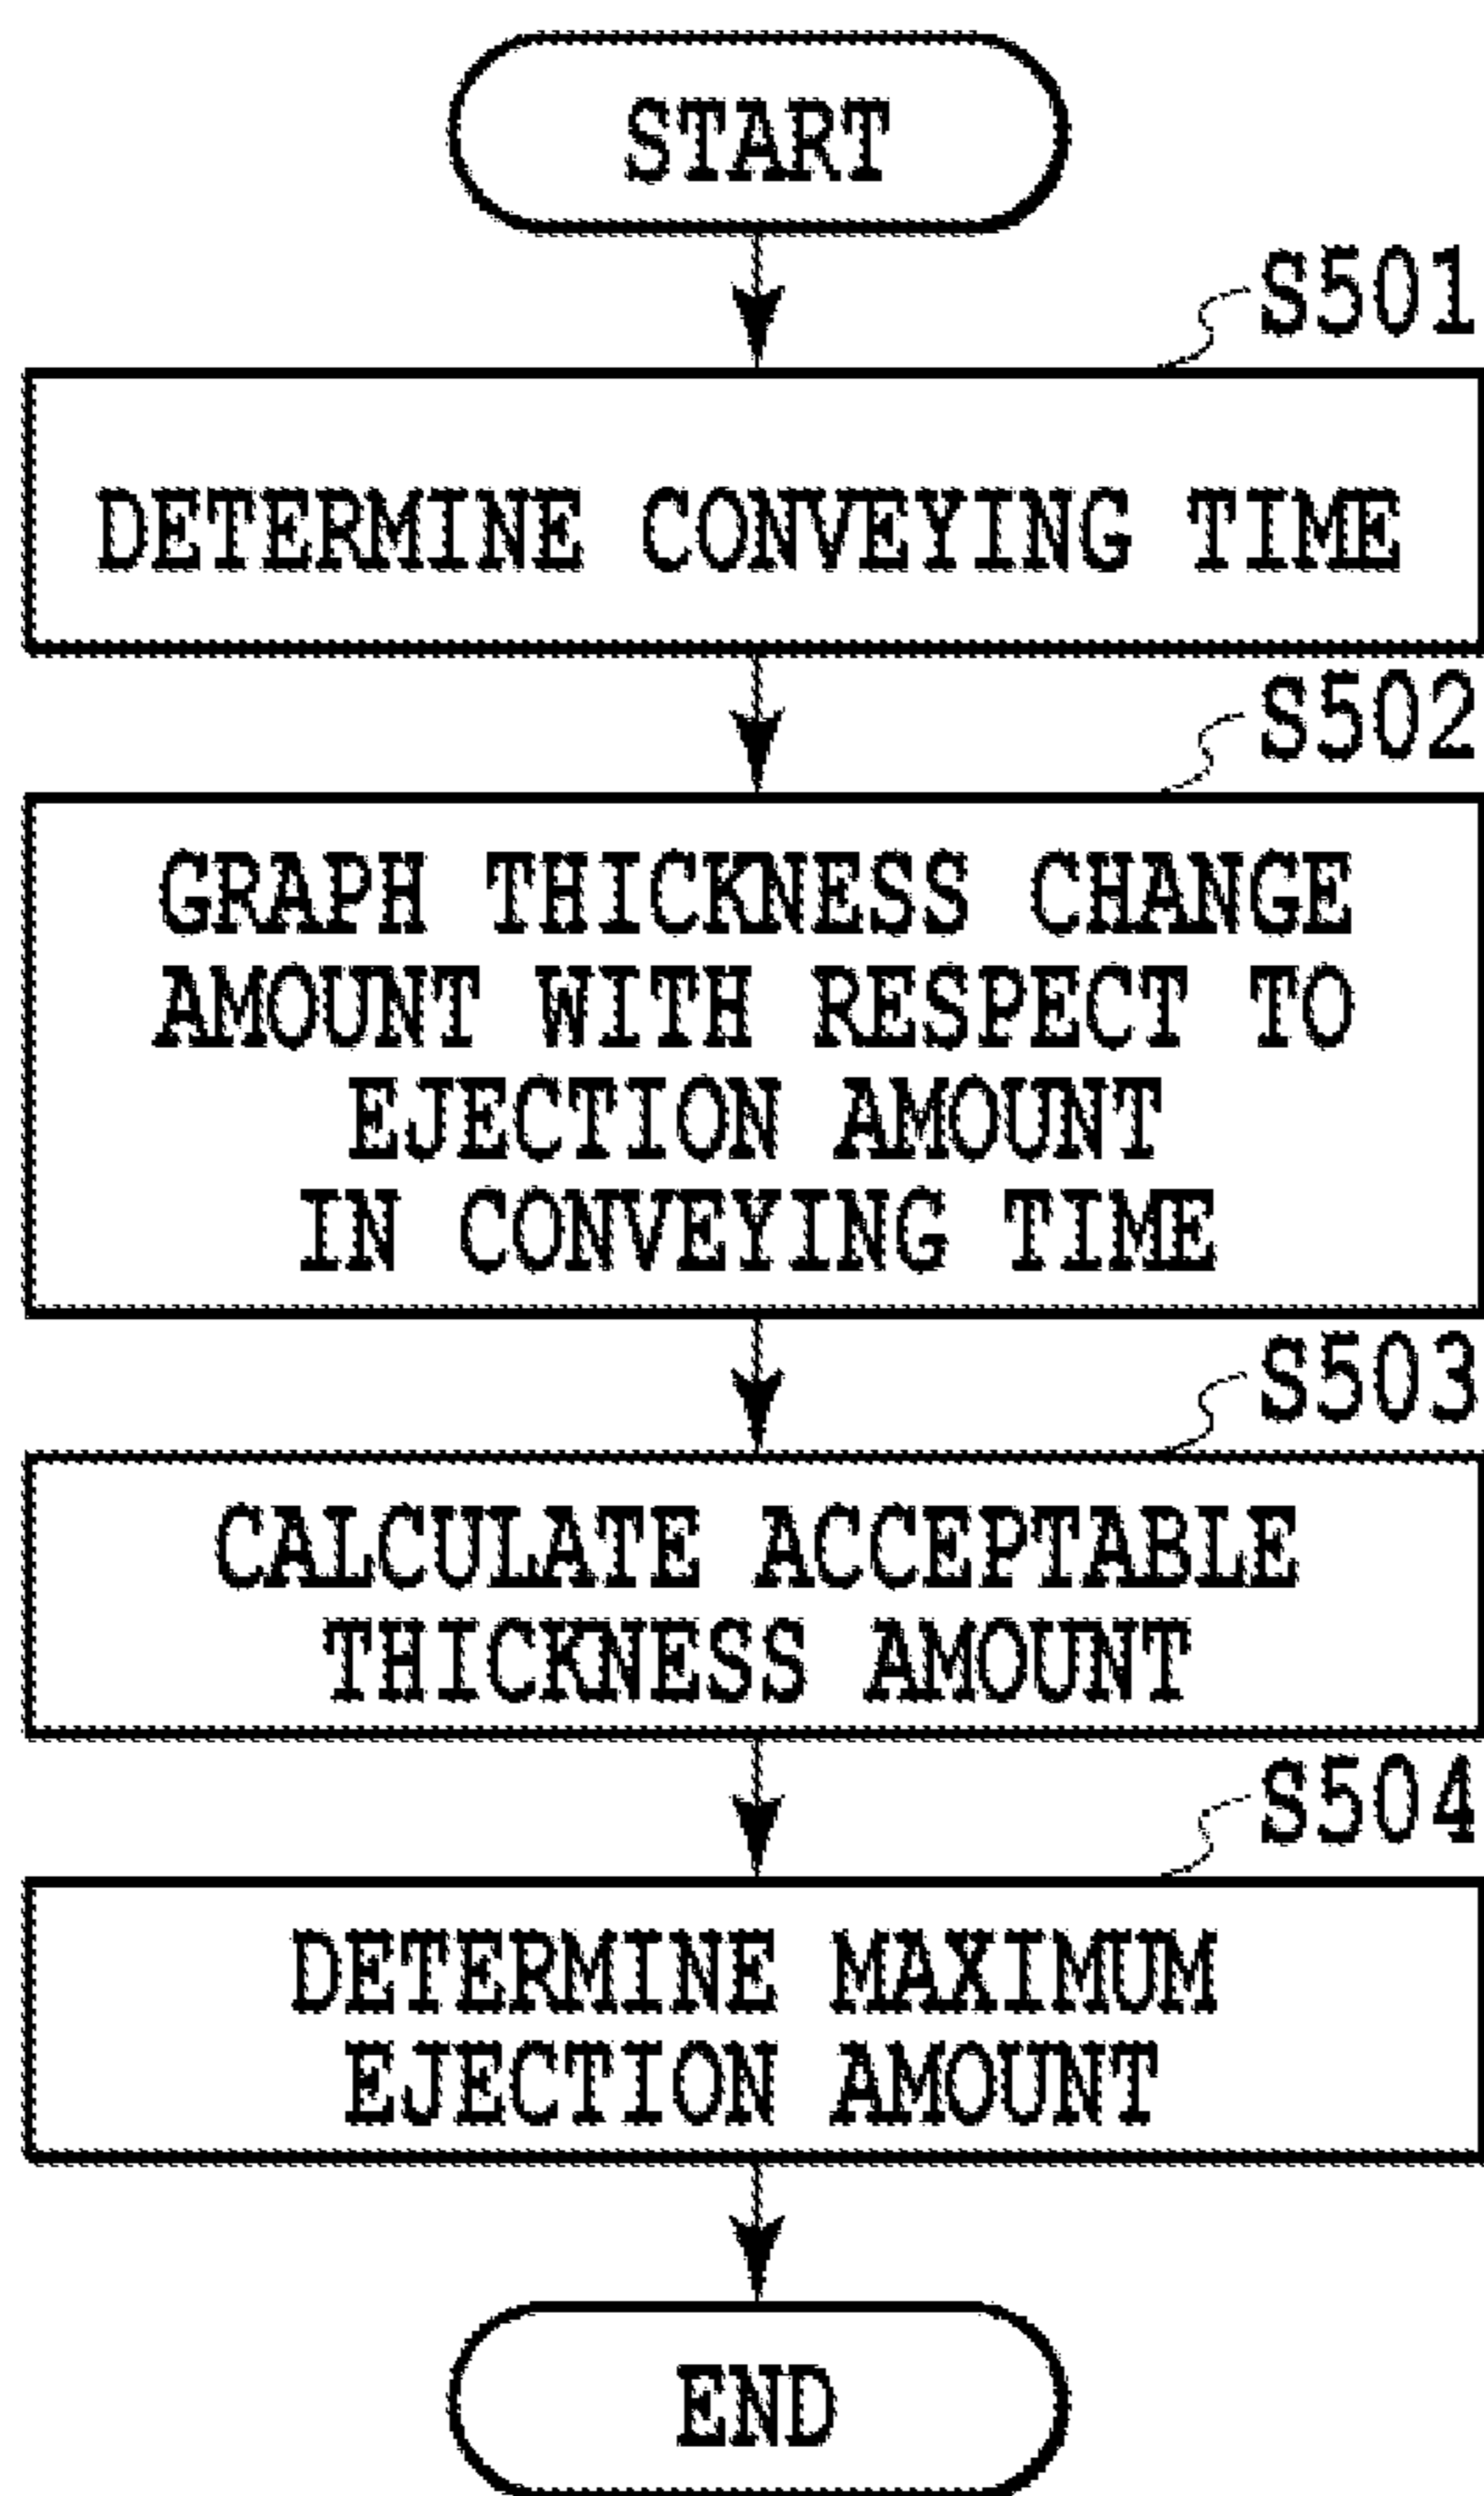 START
S501
DETERMINE CONVEYING TIME
S502
GRAPH THICKNESS CHANGE
AMOUNT WITH RESPECT TO
EJECTION AMOUNT
IN CONVEYING TIME
S503
CALCULATE ACCEPTABLE
THICKNESS AMOUNT
S504
DETERMINE MAXIMUM
EJECTION AMOUNT
END